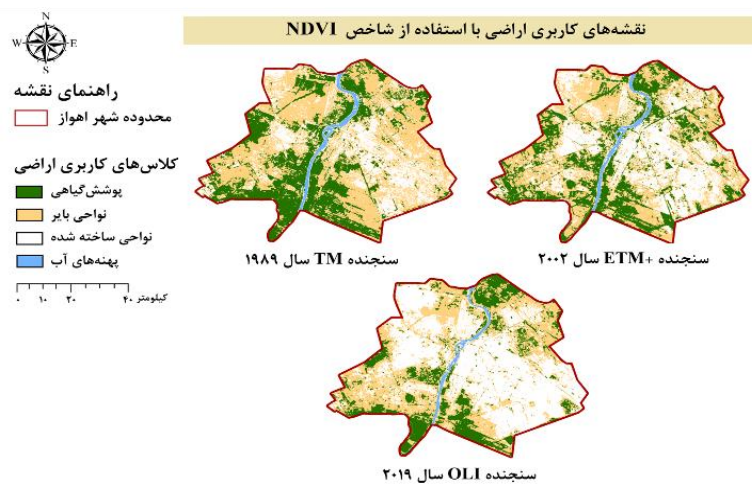 نقشه‌های کاربری اراضی با استفاده از شاخص NDVI
N
W E
S
راهنمای نقشه
محدوده شهر اهواز
کلاس‌های کاربری اراضی
پوشش‌گیاهی
نواحی بایر
نواحی ساخته شده
پهنه‌های آب
۰ ۱۰ ۲۰ ۴۰ کیلومتر
سنجنده TM سال ۱۹۸۹
سنجنده ETM+ سال ۲۰۰۲
سنجنده OLI سال ۲۰۱۹